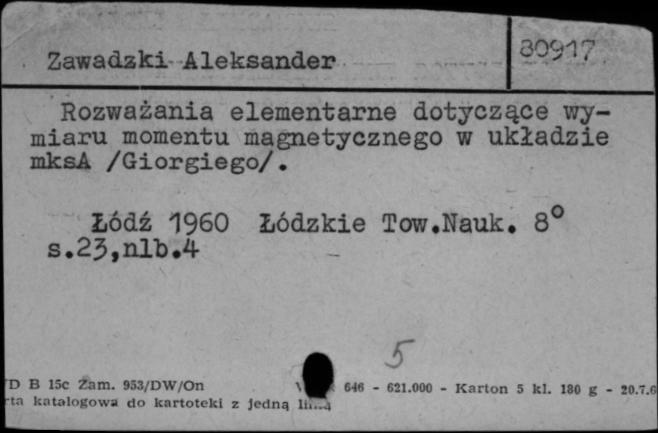 Zawadzki Aleksander
80917
Rozważania elementarne dotyczące wy-
miaru momentu magnetycznego w układzie
mksA /Giorgiego/.
Łódź 1960 Łódzkie Tow.Nauk. 8°
s.23,nlb.4
5
D B 15c Zam. 953/DW/On 646 - 621.000 - Karton 5 kl. 180 g - 20.7.6
rta katalogowa do kartoteki z jedną